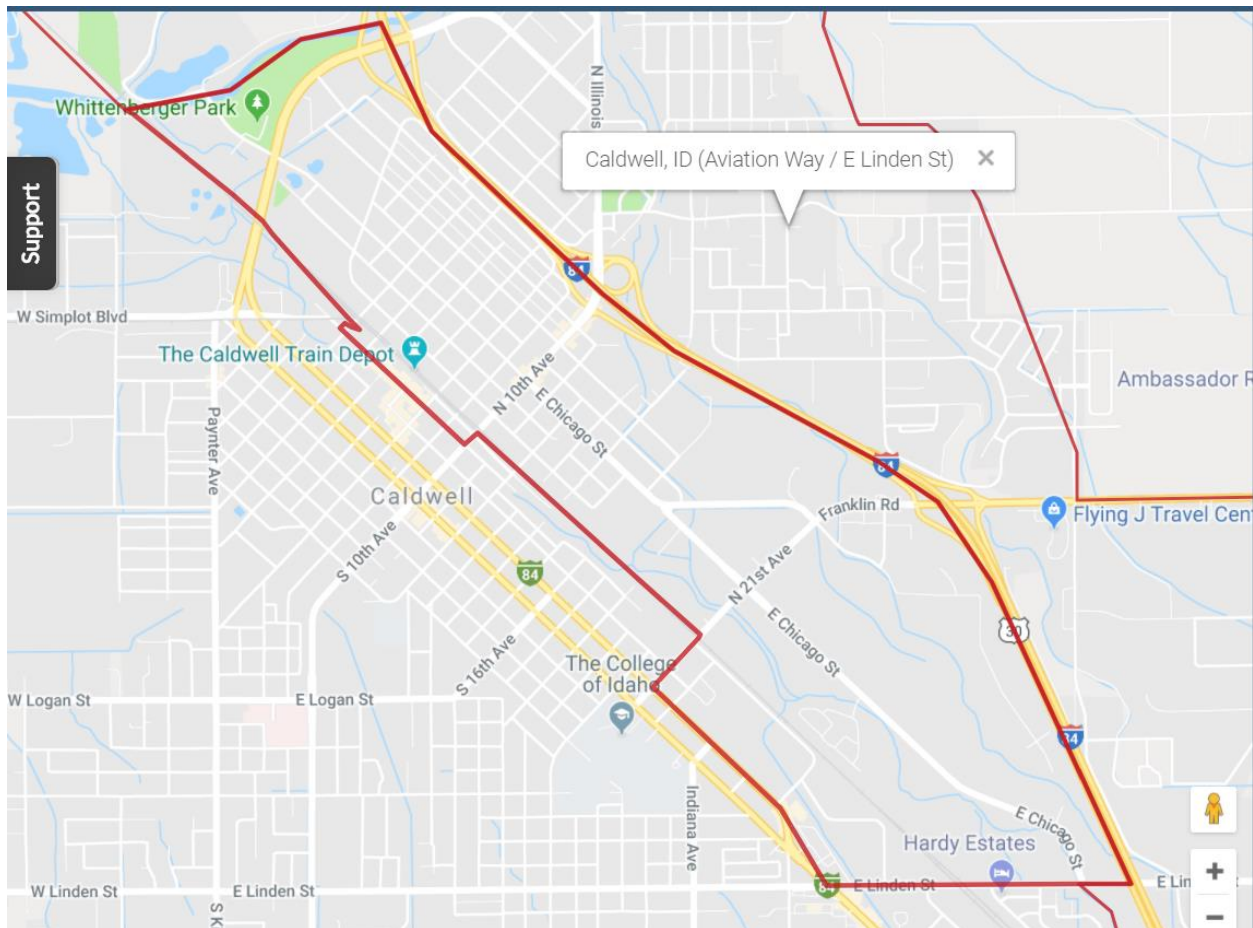 Whittenberger Park
N Illinois
Caldwell, ID (Aviation Way / E Linden St) ×
Support
84
W Simplot Blvd
The Caldwell Train Depot
N 10th Ave
Ambassador R
E Chicago St
Paynter Ave
84
Caldwell
Franklin Rd
Flying J Travel Cen
S 10th Ave
84
N 21st Ave
30
E Chicago St
S 16th Ave
The College
of Idaho
W Logan St
E Logan St
84
Indiana Ave
E Chicago St
Hardy Estates
+
W Linden St
E Linden St
84
E Linden St
E Lin
S K
−